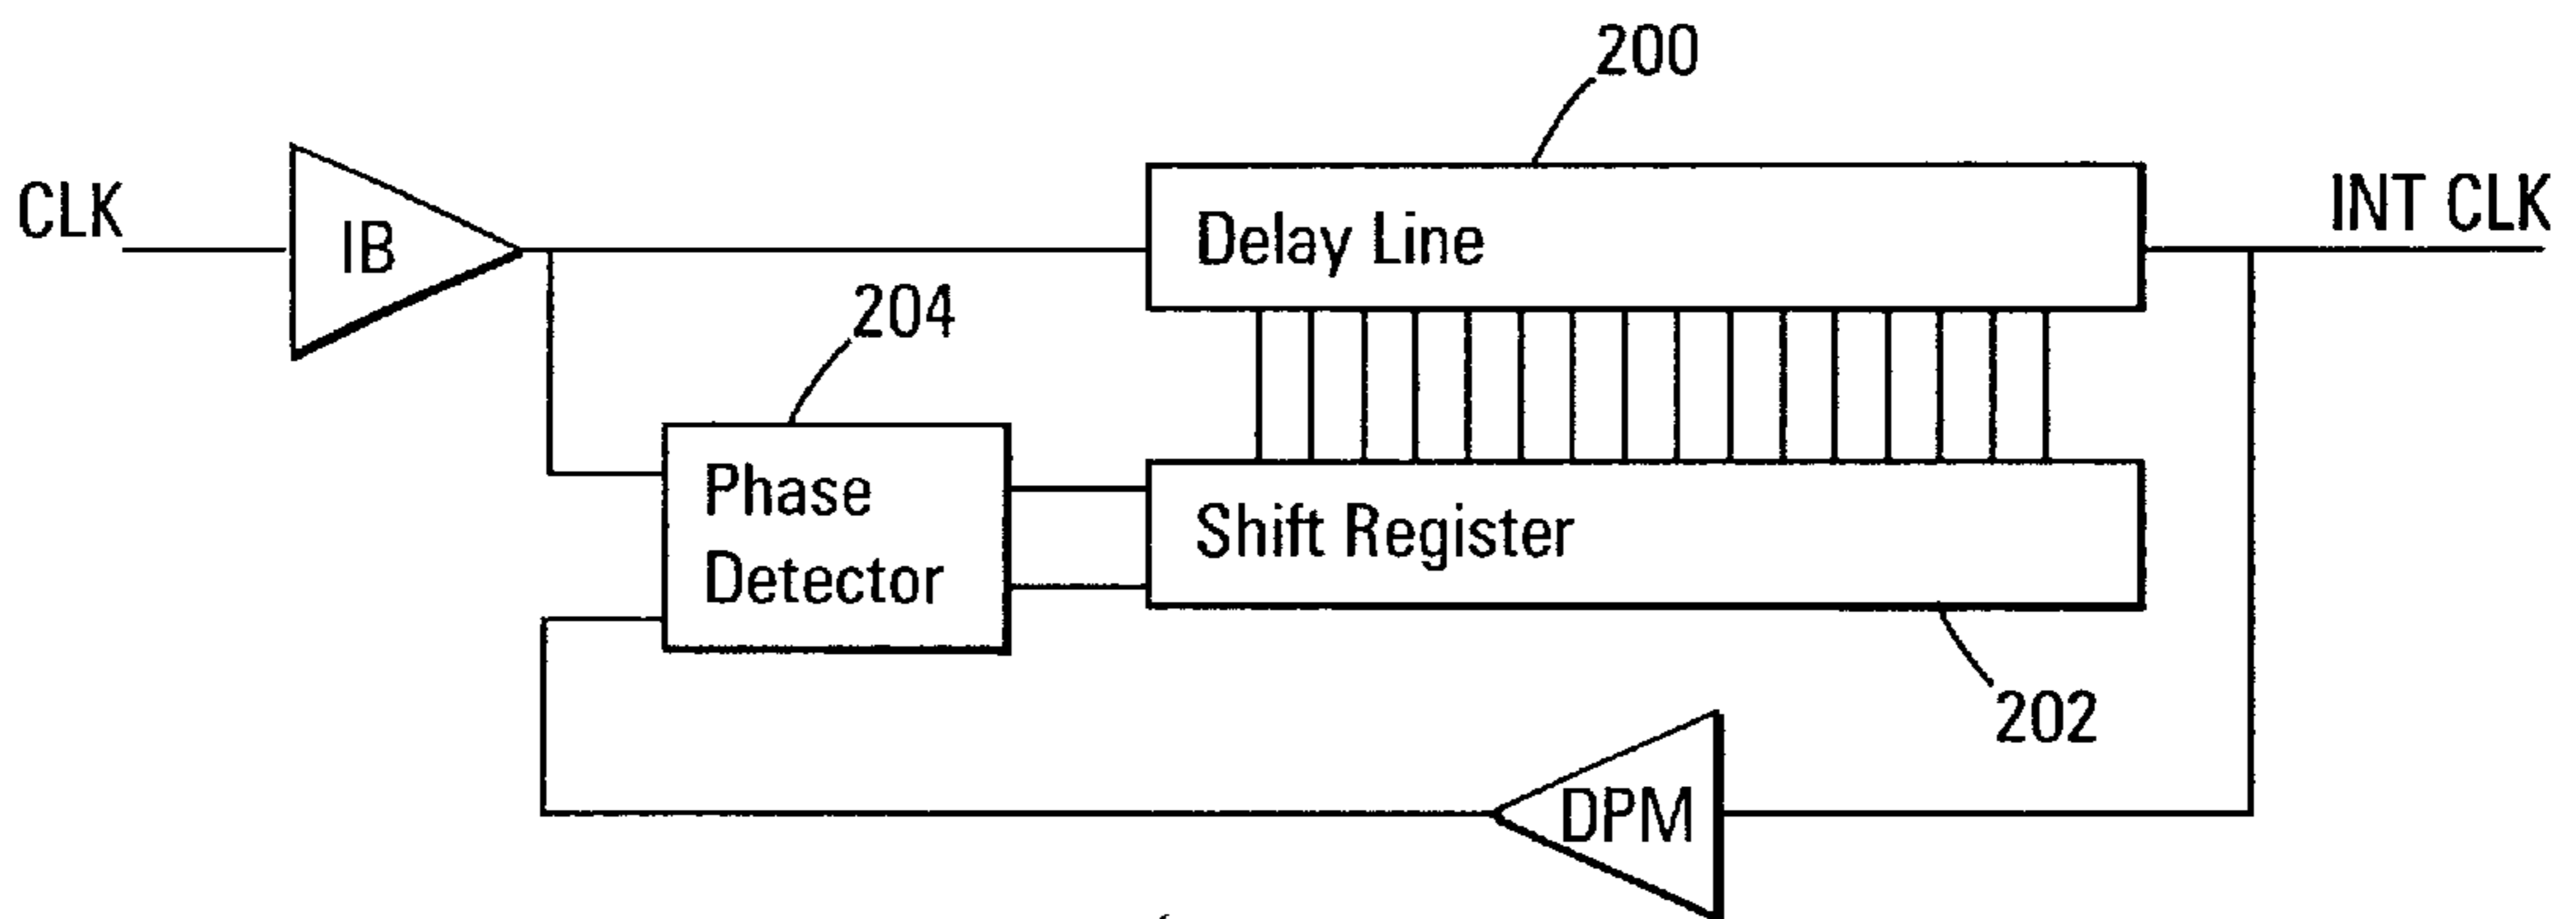 200
CLK
IB
Delay Line
INT CLK
204
Phase
Detector
Shift Register
202
DPM